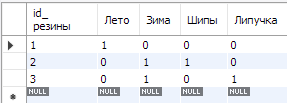 id_
резины Лето Зима Шипы Липучка
1 1 0 0 0
2 0 1 1 0
3 0 1 0 1
NULL NULL NULL NULL NULL